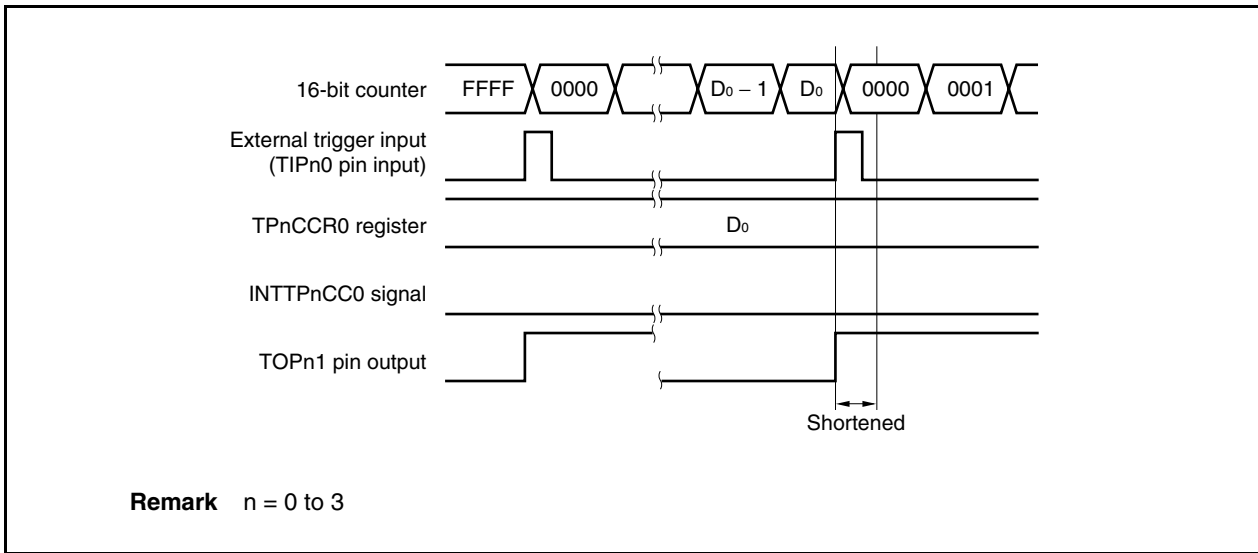 16-bit counter FFFF 0000 D0 − 1 D0 0000 0001
External trigger input
(TIPn0 pin input)
TPnCCR0 register D0
INTTPnCC0 signal
TOPn1 pin output
Shortened
Remark n = 0 to 3